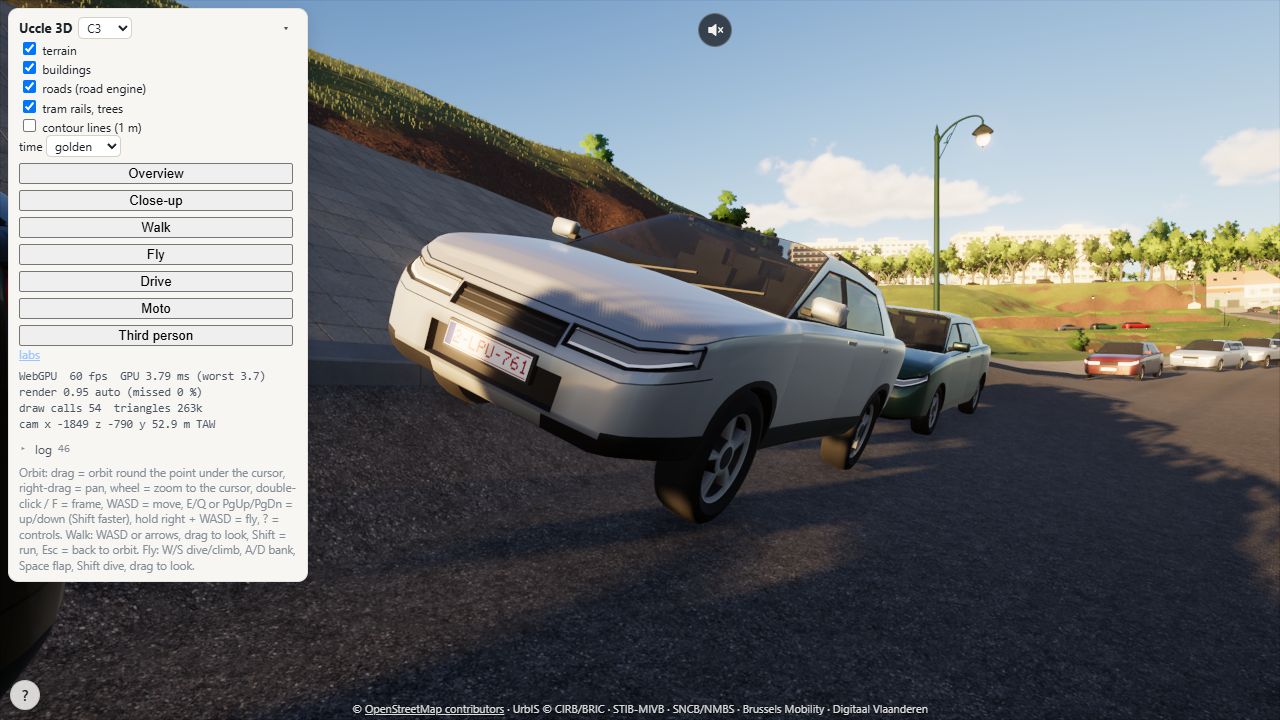 Uccle 3D C3
terrain
buildings
roads (road engine)
tram rails, trees
contour lines (1 m)
time golden
Overview
Close-up
Walk
Fly
Drive
Moto
Third person
labs
WebGPU 60 fps GPU 3.79 ms (worst 3.7)
render 0.95 auto (missed 0 %)
draw calls 54 triangles 263k
cam x -1849 z -790 y 52.9 m TAW
log 46
Orbit: drag = orbit round the point under the cursor,
right-drag = pan, wheel = zoom to the cursor, double-
click / F = frame, WASD = move, E/Q or PgUp/PgDn =
up/down (Shift faster), hold right + WASD = fly, ? =
controls. Walk: WASD or arrows, drag to look, Shift =
run, Esc = back to orbit. Fly: W/S dive/climb, A/D bank,
Space flap, Shift dive, drag to look.
?
© OpenStreetMap contributors · UrbIS © CIRB/BRIC · STIB-MIVB · SNCB/NMBS · Brussels Mobility · Digitaal Vlaanderen